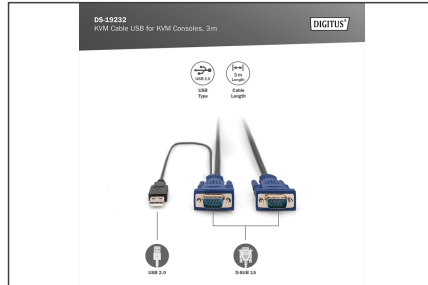 DS-19232
KVM Cable USB for KVM Consoles, 3 m
DIGITUS®
USB 2.0
USB
Type
3 m
Length
Cable
Length
USB 2.0
D-SUB 15